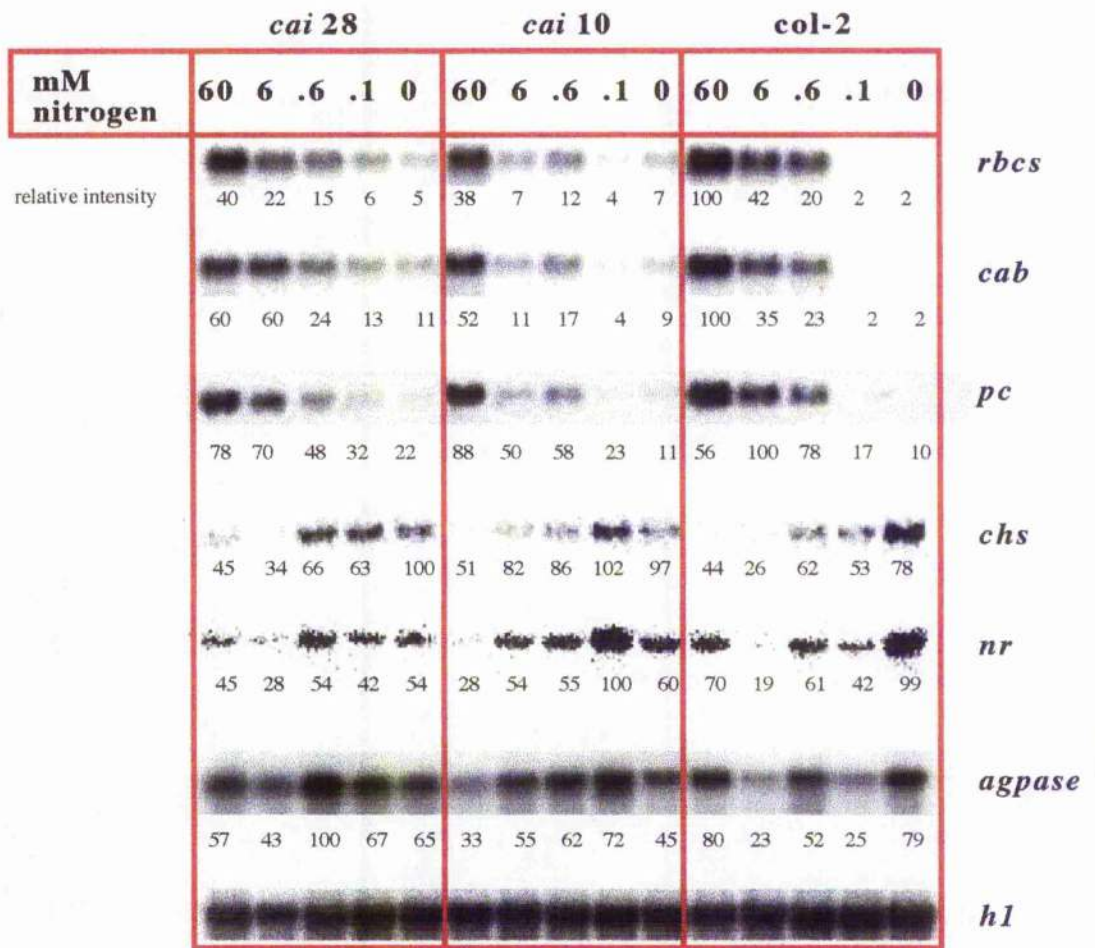 cai 28 cai 10 col-2
mM 60 6 .6 .1 0 60 6 .6 .1 0 60 6 .6 .1 0
nitrogen
rbcs
relative intensity 40 22 15 6 5 38 7 12 4 7 100 42 20 2 2
cab
60 60 24 13 11 52 11 17 4 9 100 35 23 2 2
pc
78 70 48 32 22 88 50 58 23 11 56 100 78 17 10
chs
45 34 66 63 100 51 82 86 102 97 44 26 62 53 78
nr
45 28 54 42 54 28 54 55 100 60 70 19 61 42 99
agpase
57 43 100 67 65 33 55 62 72 45 80 23 52 25 79
h1